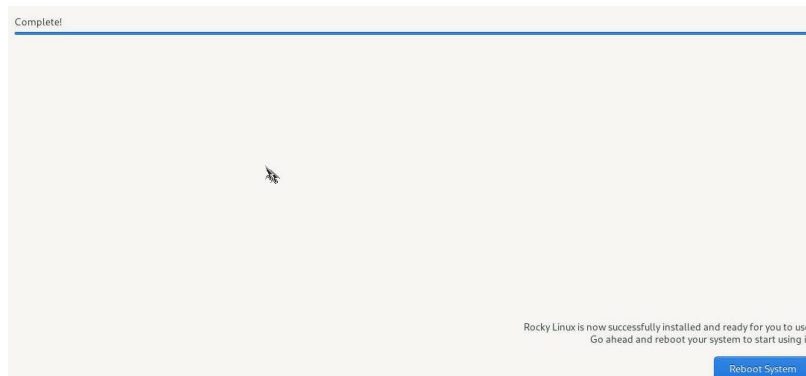 Complete!
Rocky Linux is now successfully installed and ready for you to us
Go ahead and reboot your system to start using i
Reboot System